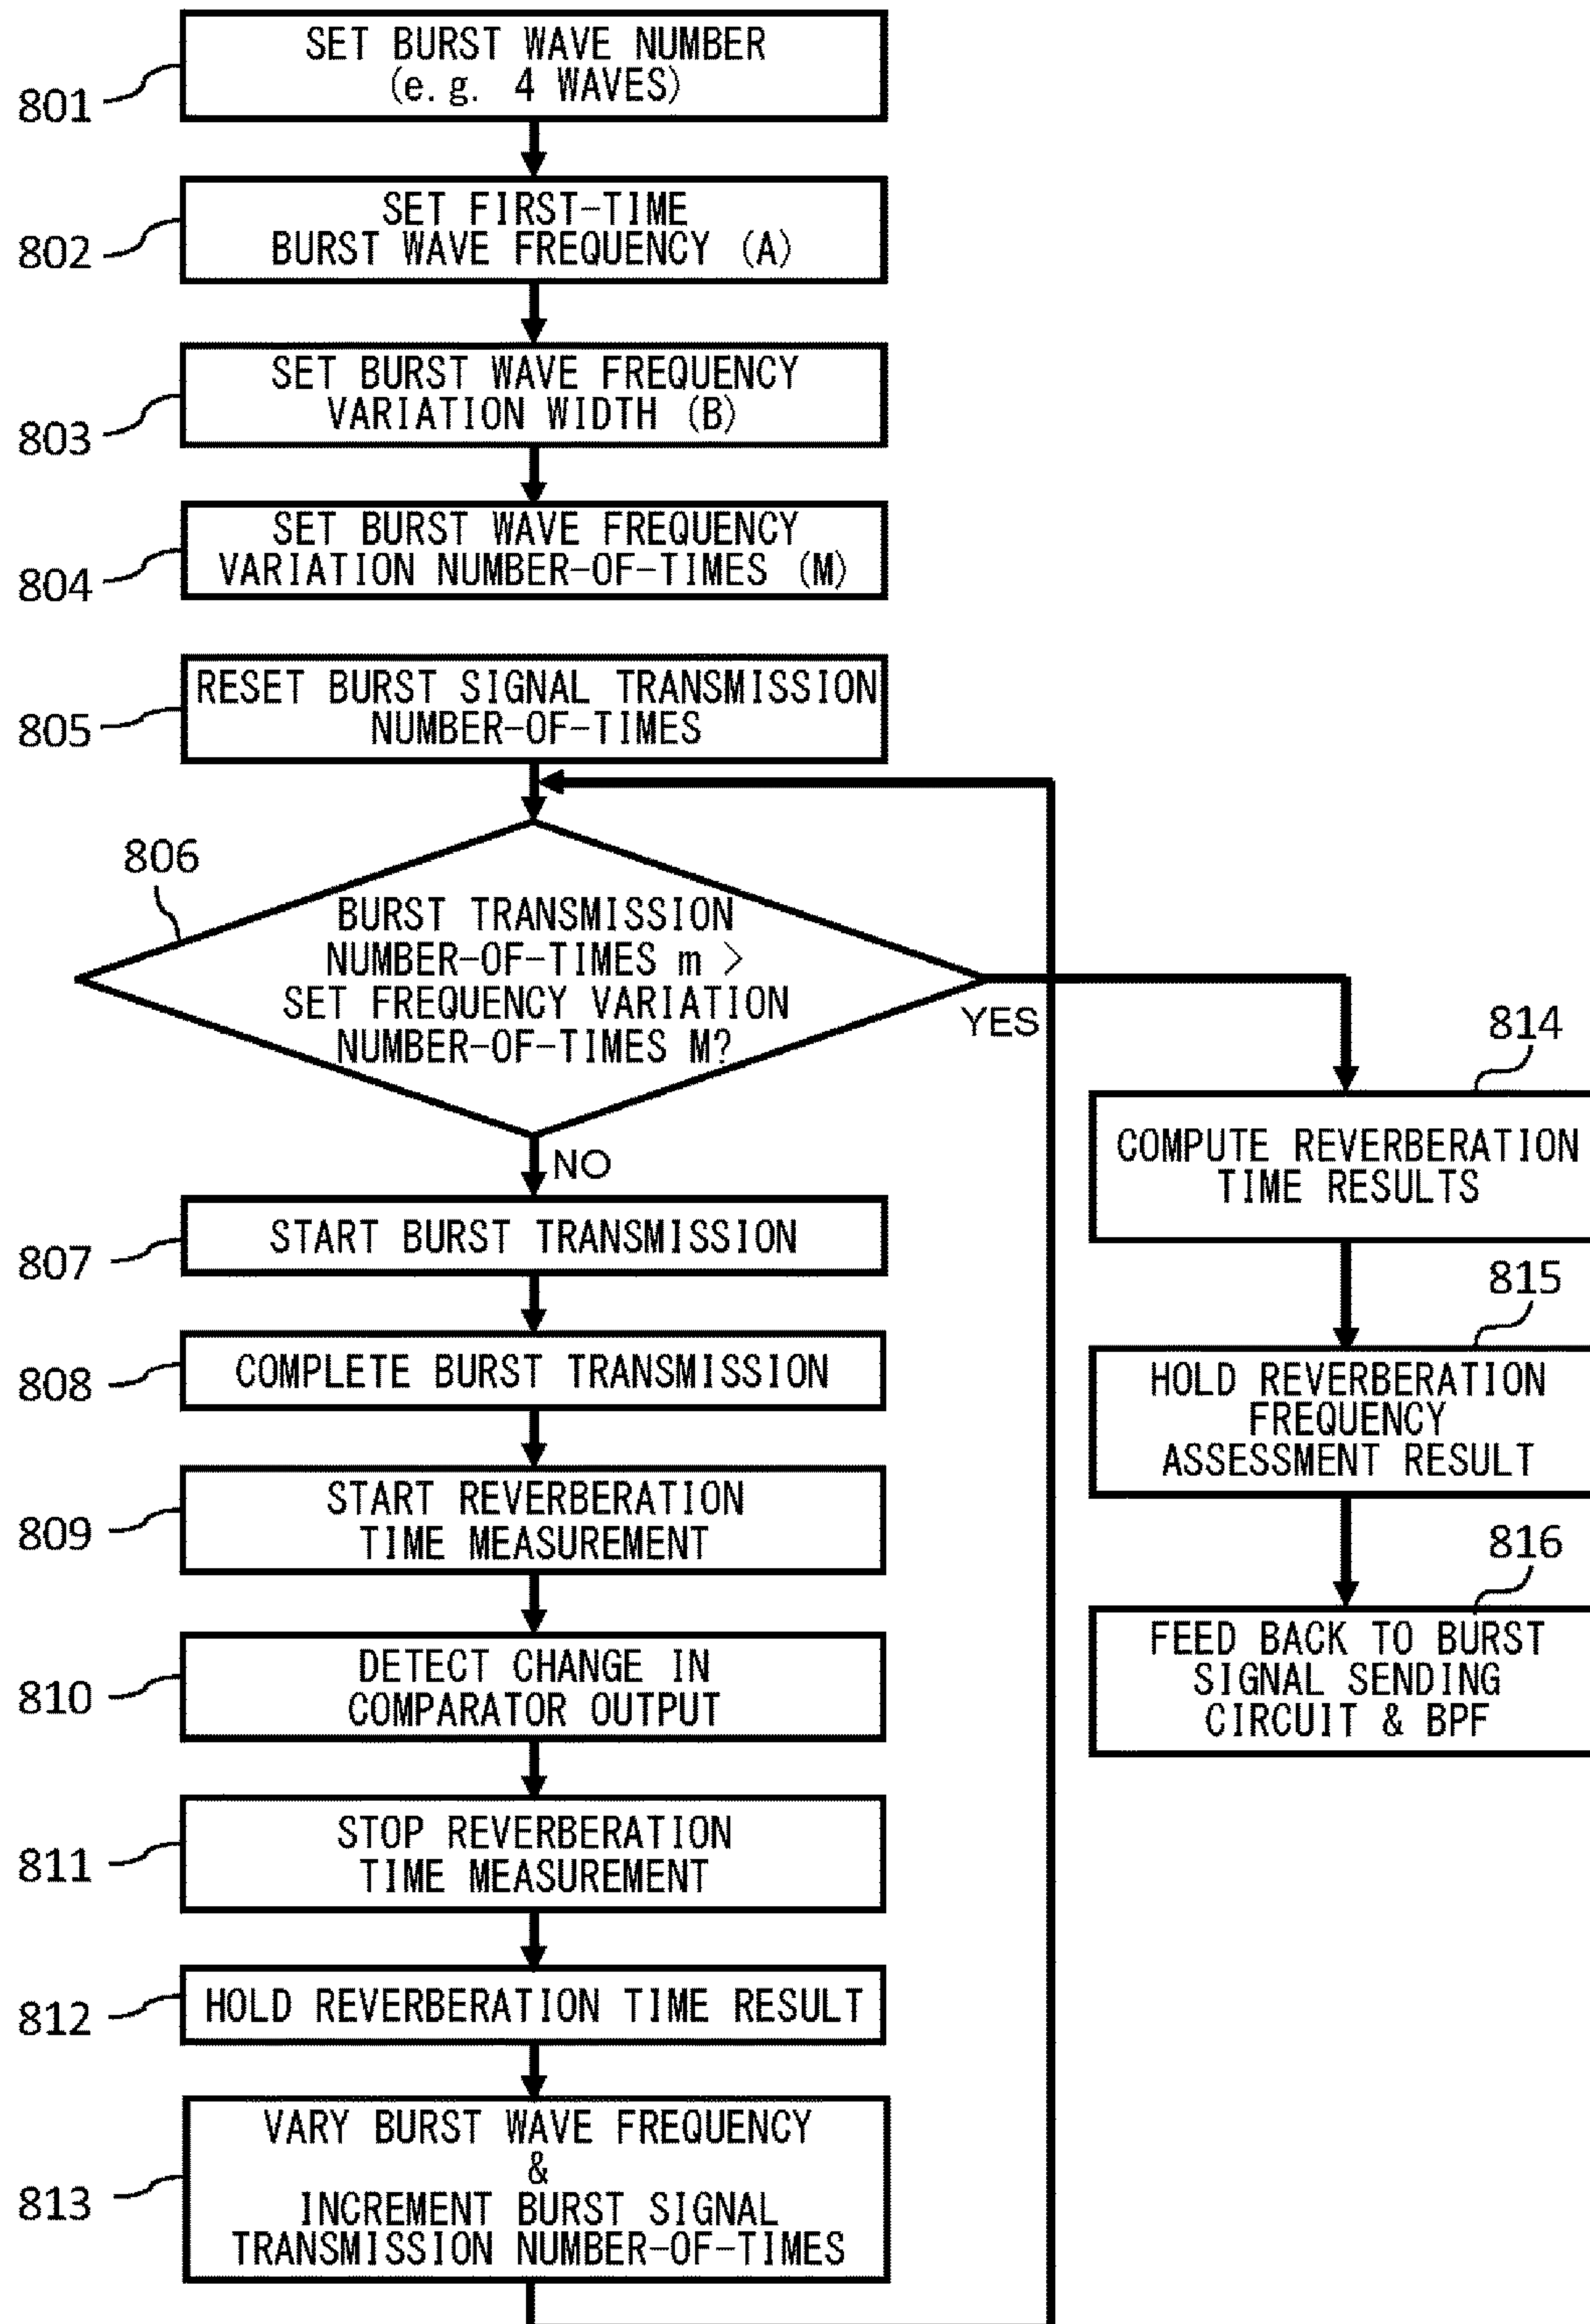 801
SET BURST WAVE NUMBER
(e.g. 4 WAVES)
802
SET FIRST-TIME
BURST WAVE FREQUENCY (A)
803
SET BURST WAVE FREQUENCY
VARIATION WIDTH (B)
804
SET BURST WAVE FREQUENCY
VARIATION NUMBER-OF-TIMES (M)
805
RESET BURST SIGNAL TRANSMISSION
NUMBER-OF-TIMES
806
BURST TRANSMISSION
NUMBER-OF-TIMES m >
SET FREQUENCY VARIATION
NUMBER-OF-TIMES M?
YES
NO
807
START BURST TRANSMISSION
808
COMPLETE BURST TRANSMISSION
809
START REVERBERATION
TIME MEASUREMENT
810
DETECT CHANGE IN
COMPARATOR OUTPUT
811
STOP REVERBERATION
TIME MEASUREMENT
812
HOLD REVERBERATION TIME RESULT
813
VARY BURST WAVE FREQUENCY
&
INCREMENT BURST SIGNAL
TRANSMISSION NUMBER-OF-TIMES
814
COMPUTE REVERBERATION
TIME RESULTS
815
HOLD REVERBERATION
FREQUENCY
ASSESSMENT RESULT
816
FEED BACK TO BURST
SIGNAL SENDING
CIRCUIT & BPF